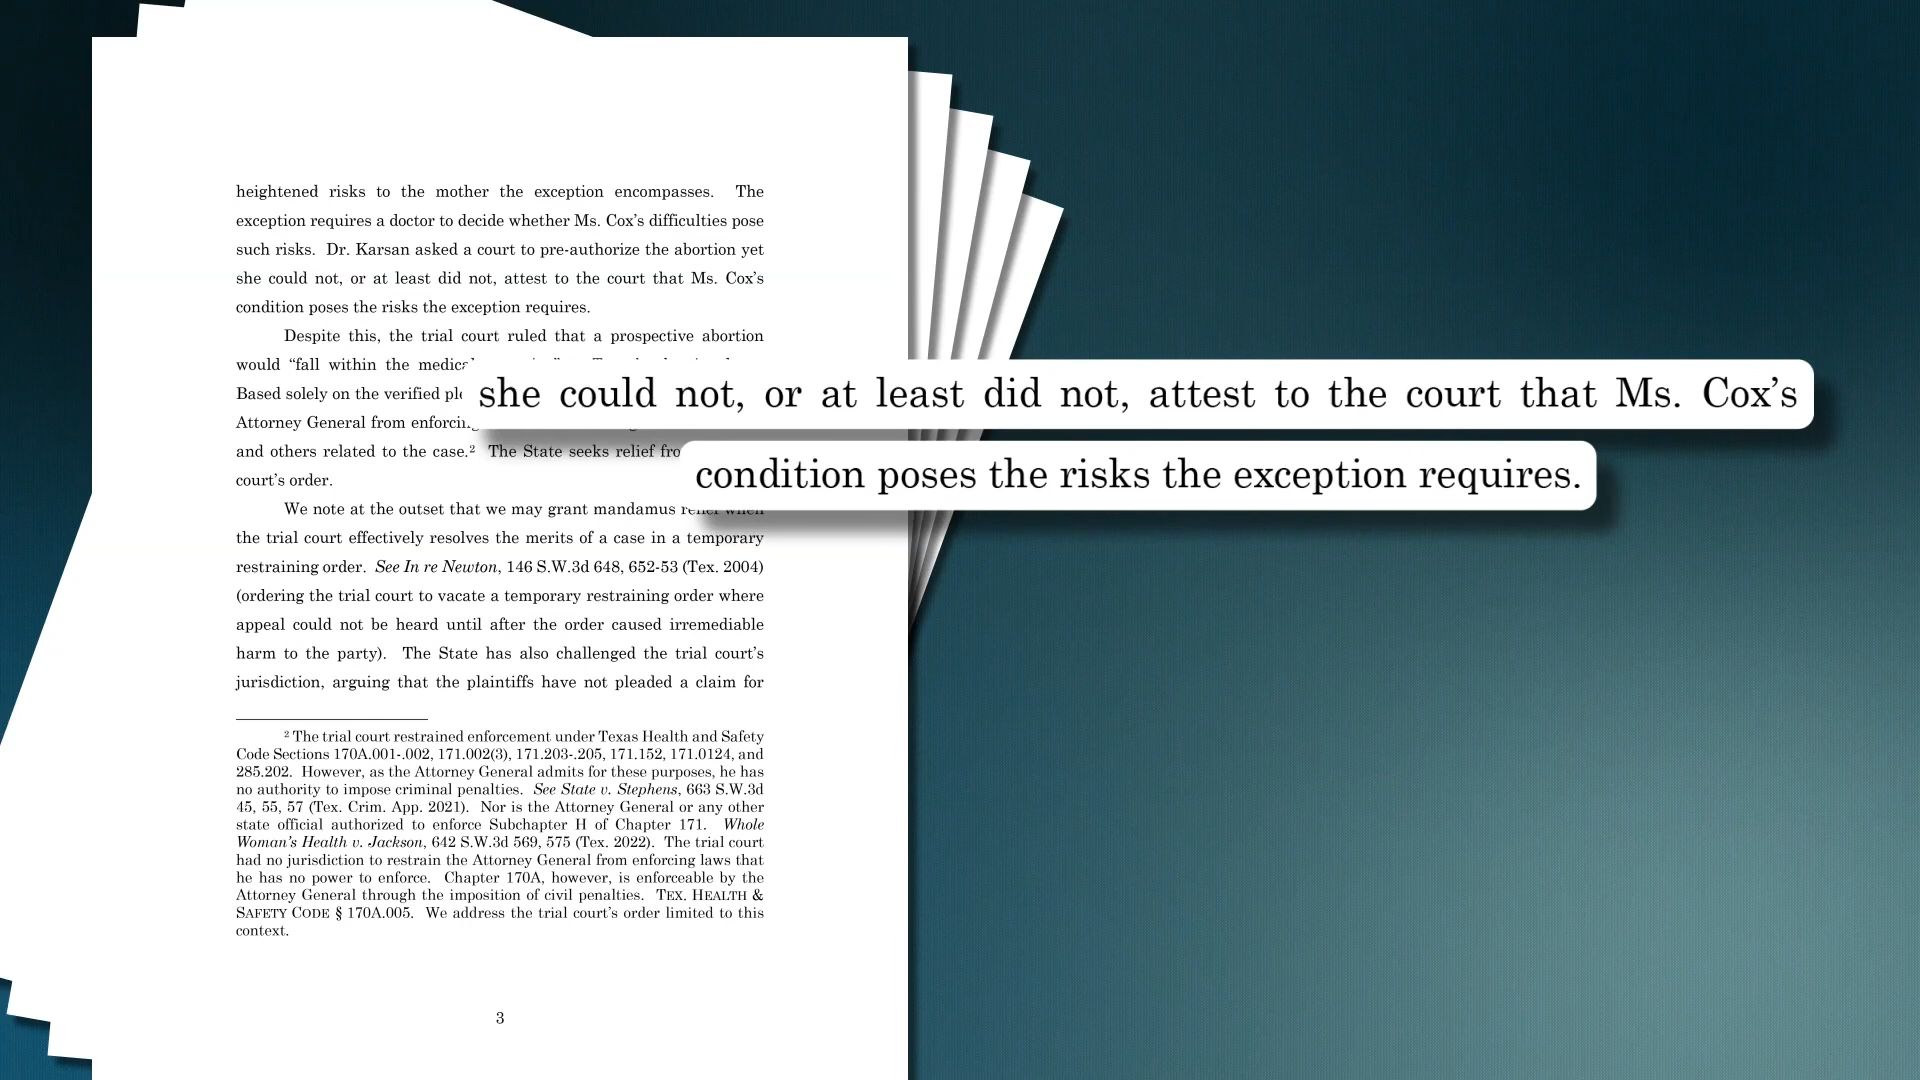 heightened risks to the mother the exception encompasses. The
exception requires a doctor to decide whether Ms. Cox’s difficulties pose
such risks. Dr. Karsan asked a court to pre-authorize the abortion yet
she could not, or at least did not, attest to the court that Ms. Cox’s
condition poses the risks the exception requires.
Despite this, the trial court ruled that a prospective abortion
would “fall within the
Based solely on the verified
Attorney General from
and others related to the case.² The State seeks relief
court’s order.
We note at the outset that we may grant mandamus relief when
the trial court effectively resolves the merits of a case in a temporary
restraining order. See In re Newton, 146 S.W.3d 648, 652-53 (Tex. 2004)
(ordering the trial court to vacate a temporary restraining order where
appeal could not be heard until after the order caused irremediable
harm to the party). The State has also challenged the trial court’s
jurisdiction, arguing that the plaintiffs have not pleaded a claim for
² The trial court restrained enforcement under Texas Health and Safety
Code Sections 170A.001-.002, 171.002(3), 171.203-.205, 171.152, 171.0124, and
285.202. However, as the Attorney General admits for these purposes, he has
no authority to impose criminal penalties. See State v. Stephens, 663 S.W.3d
45, 55, 57 (Tex. Crim. App. 2021). Nor is the Attorney General or any other
state official authorized to enforce Subchapter H of Chapter 171. Whole
Woman’s Health v. Jackson, 642 S.W.3d 569, 575 (Tex. 2022). The trial court
had no jurisdiction to restrain the Attorney General from enforcing laws that
he has no power to enforce. Chapter 170A, however, is enforceable by the
Attorney General through the imposition of civil penalties. TEX. HEALTH &
SAFETY CODE § 170A.005. We address the trial court’s order limited to this
context.
3
she could not, or at least did not, attest to the court that Ms. Cox’s
condition poses the risks the exception requires.